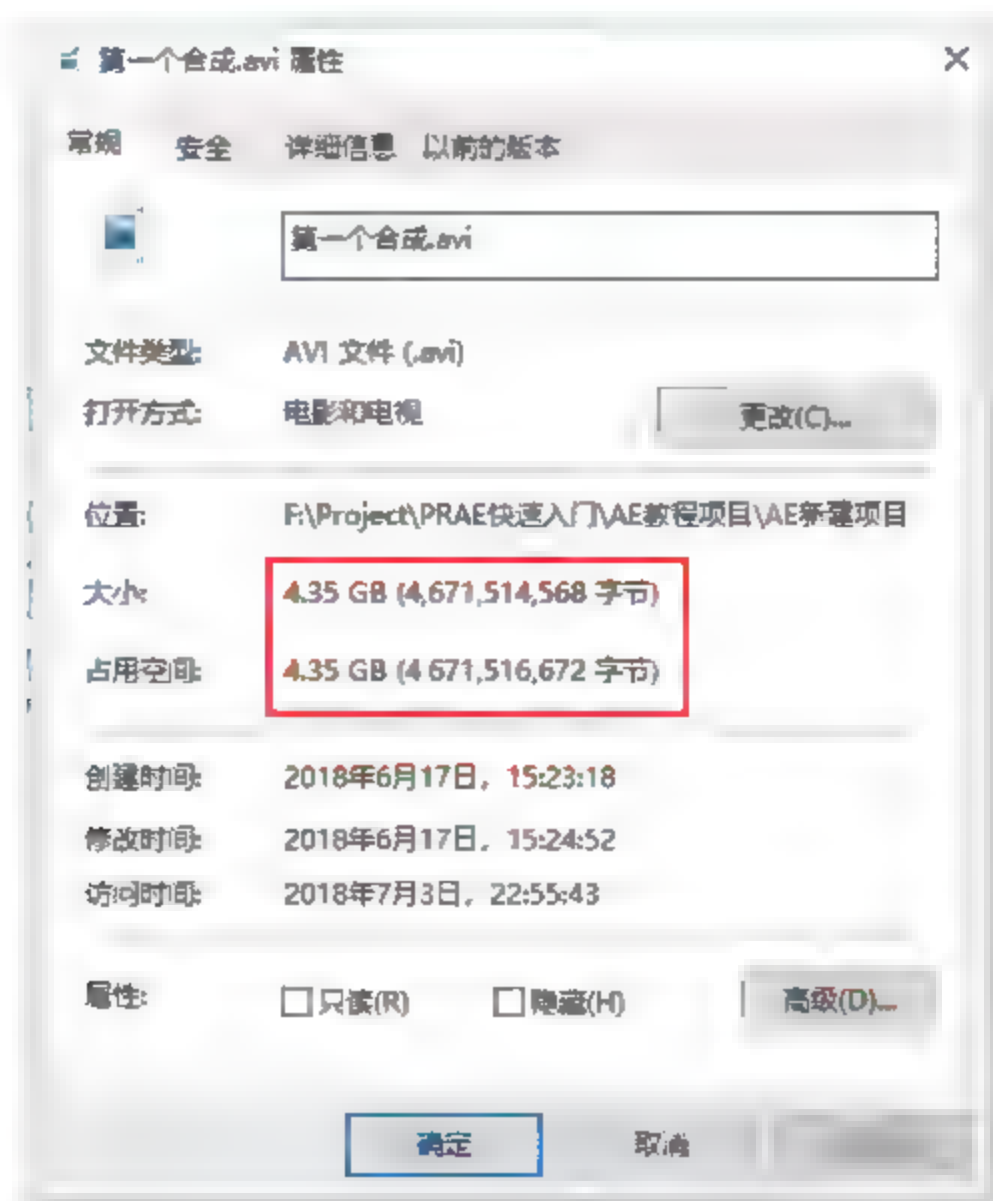 第一个合成.avi 属性
常规 安全 详细信息 以前的版本
第一个合成.avi
文件类型: AVI 文件 (.avi)
打开方式: 电影和电视 更改(C)...
位置: F:\Project\PRAE快速入门\AE教程项目\AE新建项目
大小: 4.35 GB (4,671,514,568 字节)
占用空间: 4.35 GB (4 671,516,672 字节)
创建时间: 2018年6月17日，15:23:18
修改时间: 2018年6月17日，15:24:52
访问时间: 2018年7月3日，22:55:43
属性: 只读(R) 隐藏(H) 高级(D)...
确定 取消